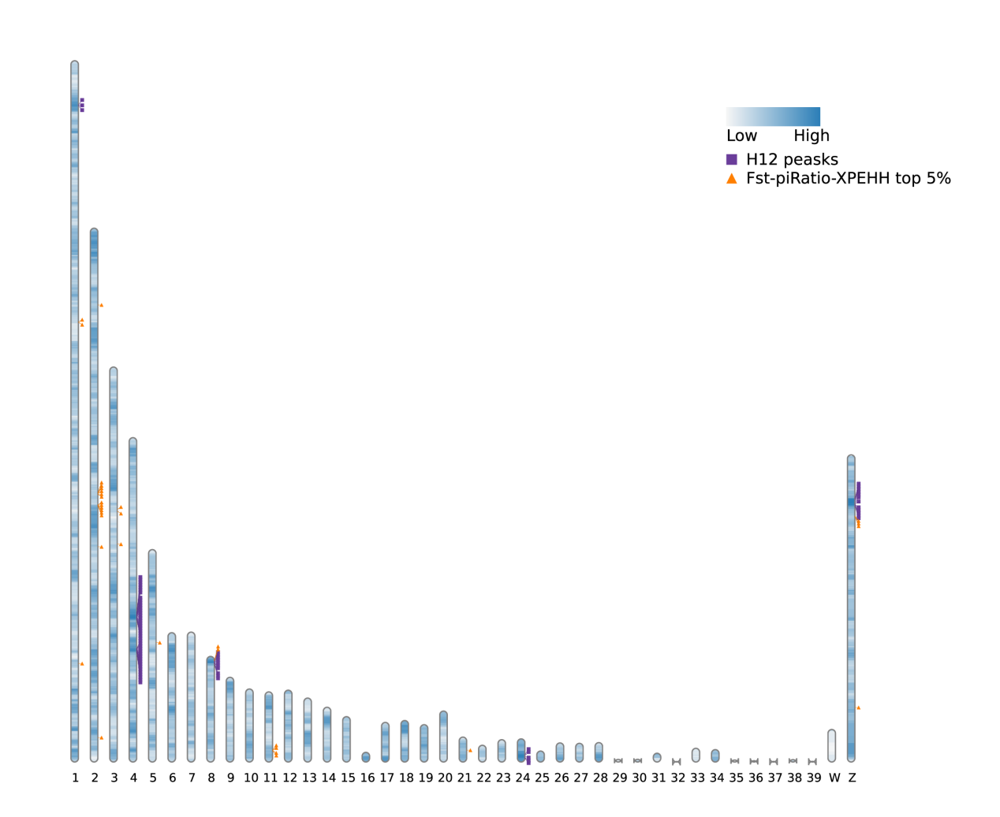 Low High
H12 peasks
Fst-piRatio-XPEHH top 5%
1 2 3 4 5 6 7 8 9 10 11 12 13 14 15 16 17 18 19 20 21 22 23 24 25 26 27 28 29 30 31 32 33 34 35 36 37 38 39 W Z